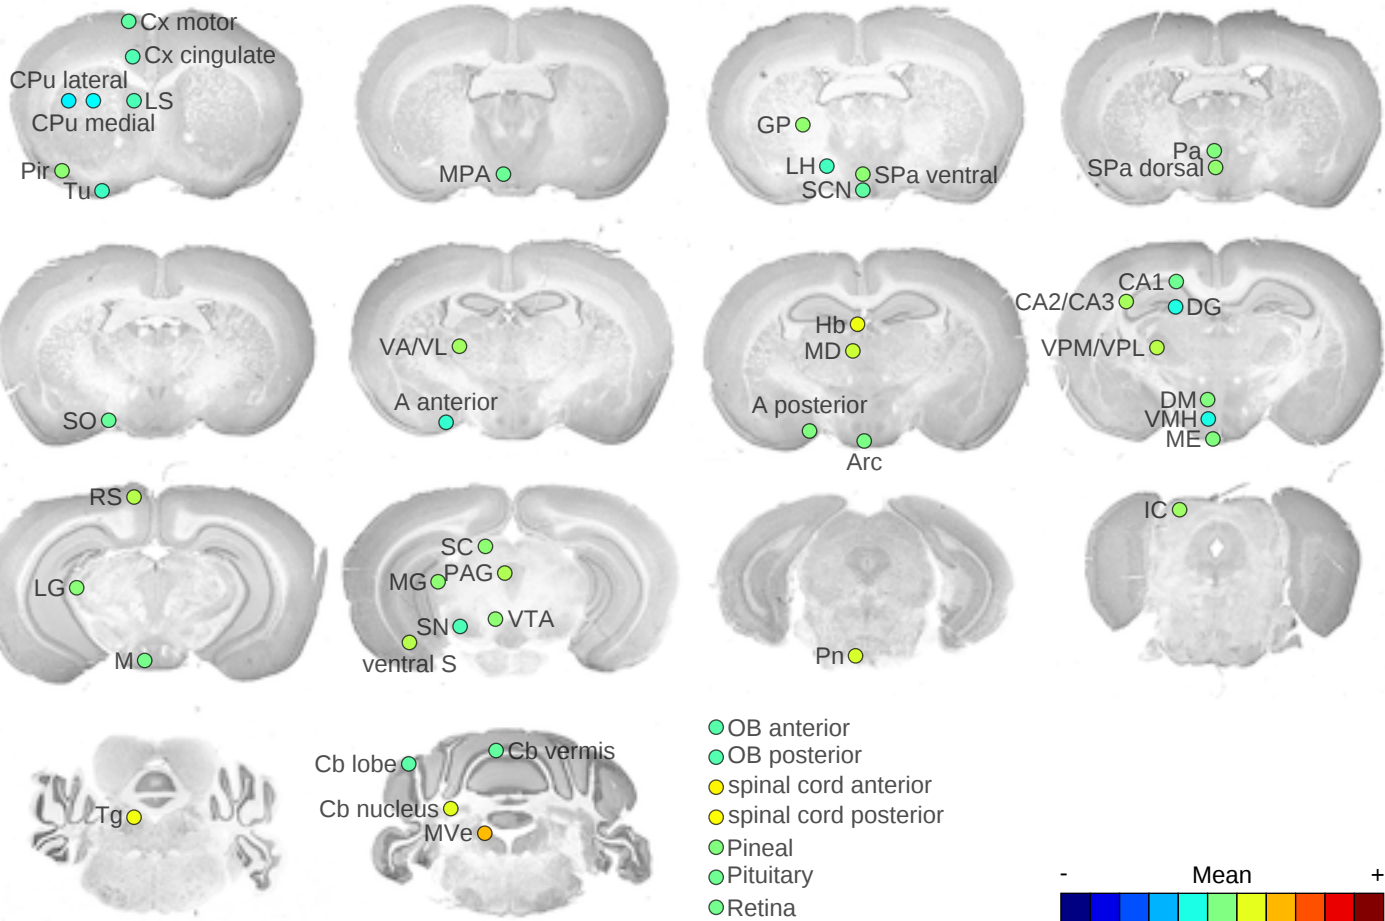 Cx motor
Cx cingulate
CPu lateral
LS
CPu medial
Pir
Tu
MPA
GP
LH
SPa ventral
SCN
Pa
SPa dorsal
SO
VA/VL
A anterior
Hb
MD
A posterior
Arc
CA1
CA2/CA3
DG
VPM/VPL
DM
VMH
ME
RS
LG
M
SC
MG
PAG
SN
VTA
ventral S
Pn
IC
Tg
Cb lobe
Cb vermis
Cb nucleus
MVe
OB anterior
OB posterior
spinal cord anterior
spinal cord posterior
Pineal
Pituitary
Retina
- Mean +